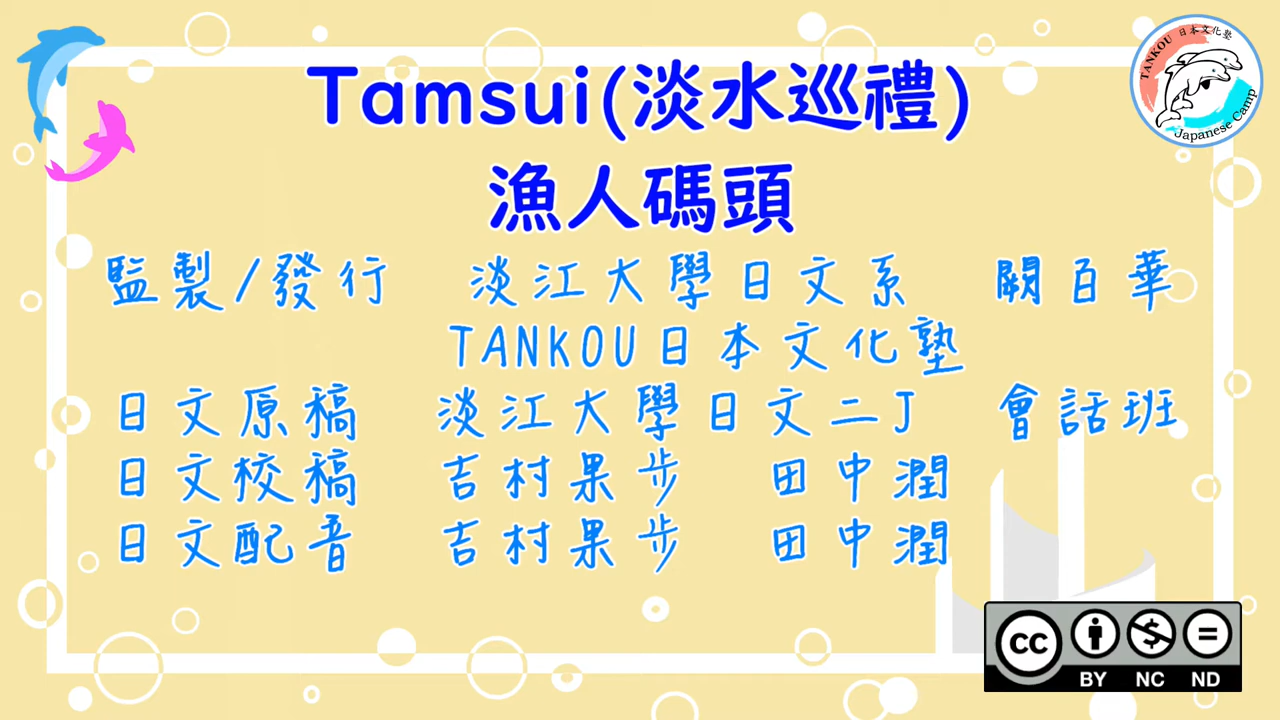 Tamsui(淡水巡禮)
漁人碼頭
監製/發行 淡江大學日文系 闕百華
TANKOU日本文化塾
日文原稿 淡江大學日文二J 會話班
日文校稿 吉村果步 田中潤
日文配音 吉村果步 田中潤
TANKOU 日本文化塾
Japanese Camp
cc
BY NC ND